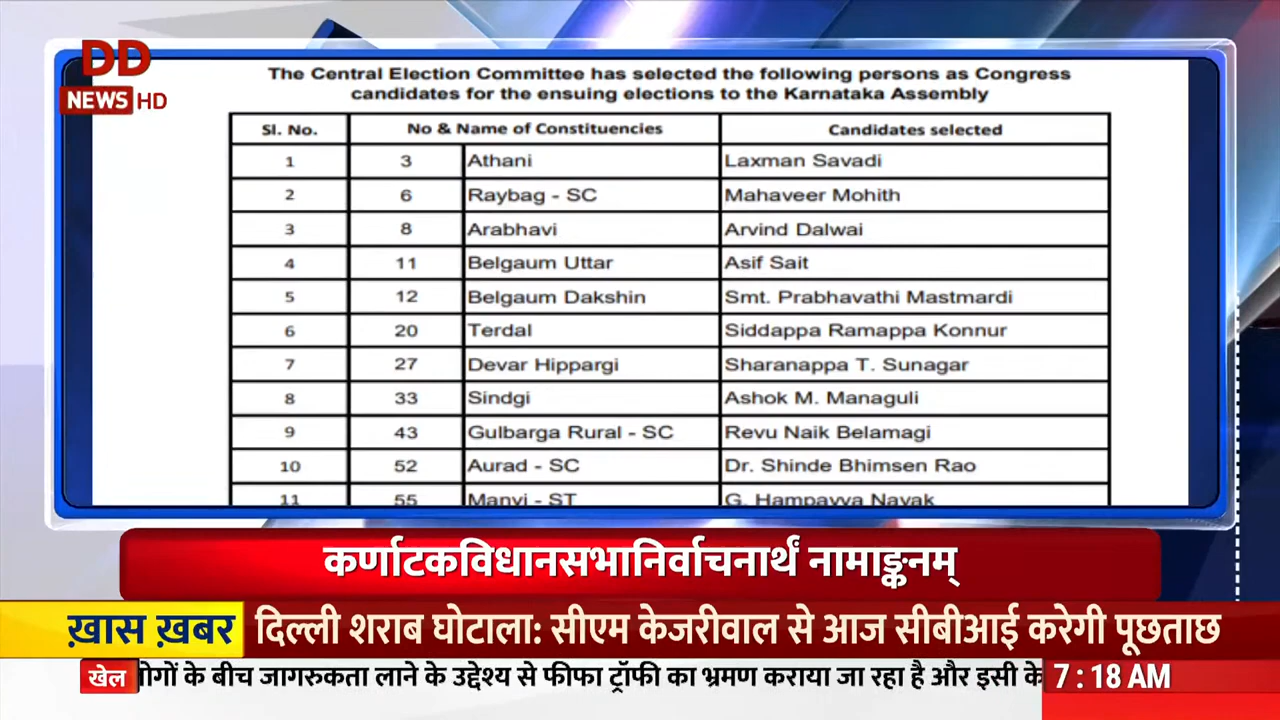 DD
NEWS HD
The Central Election Committee has selected the following persons as Congress
candidates for the ensuing elections to the Karnataka Assembly
Sl. No. No & Name of Constituencies Candidates selected
1 3 Athani Laxman Savadi
2 6 Raybag - SC Mahaveer Mohith
3 8 Arabhavi Arvind Dalwai
4 11 Belgaum Uttar Asif Sait
5 12 Belgaum Dakshin Smt. Prabhavathi Mastmardi
6 20 Terdal Siddappa Ramappa Konnur
7 27 Devar Hippargi Sharanappa T. Sunagar
8 33 Sindgi Ashok M. Managuli
9 43 Gulbarga Rural - SC Revu Naik Belamagi
10 52 Aurad - SC Dr. Shinde Bhimsen Rao
11 55 Manvi - ST G. Hampayya Nayak
कर्णाटकविधानसभानिर्वाचनार्थं नामाङ्कनम्
ख़ास ख़बर दिल्ली शराब घोटाला: सीएम केजरीवाल से आज सीबीआई करेगी पूछताछ
खेल के बीच जागरुकता लाने के उद्देश्य से फीफा ट्रॉफी का भ्रमण कराया जा रहा है और इसी के 7:18 AM